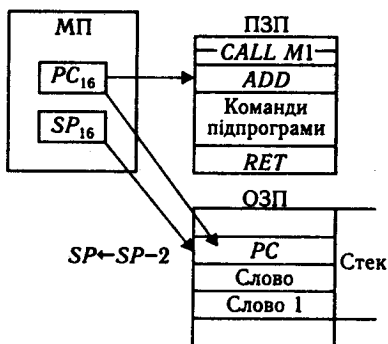 МП
ПЗП
CALL M1
PC16
ADD
Команди
підпрограми
SP16
RET
ОЗП
SP←SP−2
PC
Стек
Слово
Слово 1